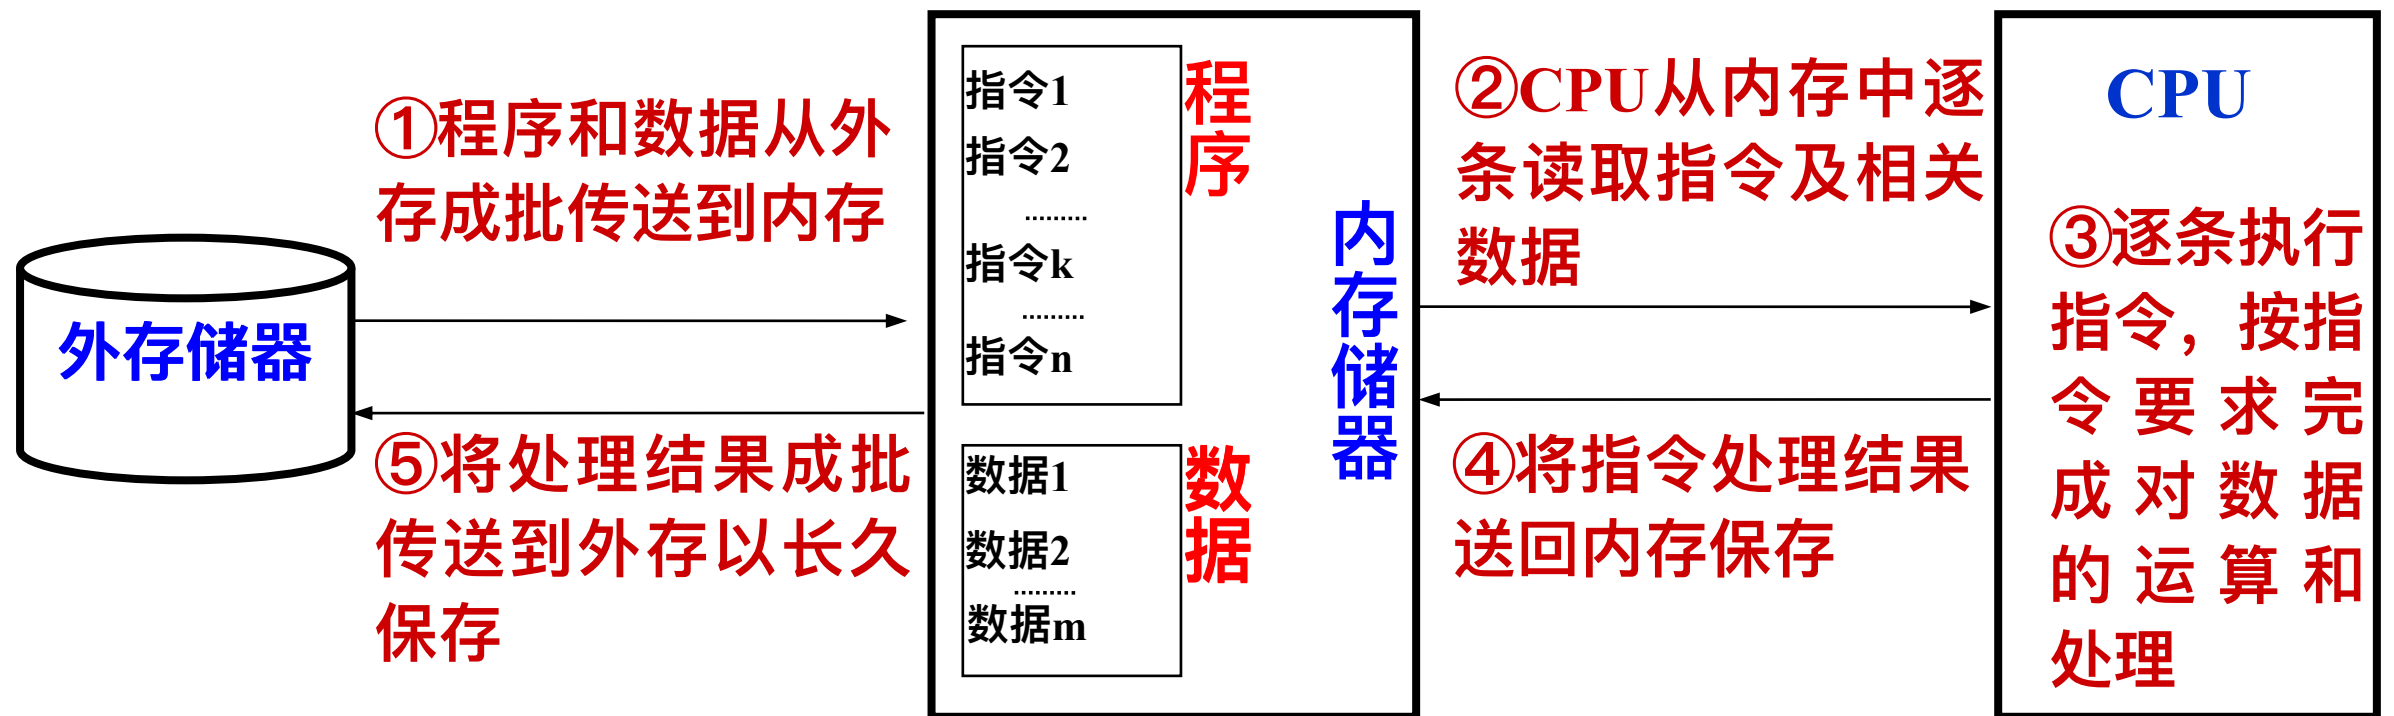 外存储器
①程序和数据从外
存成批传送到内存
⑤将处理结果成批
传送到外存以长久
保存
指令1
指令2
………
指令k
………
指令n
程序
数据1
数据2
………
数据m
数据
内存储器
②CPU从内存中逐
条读取指令及相关
数据
④将指令处理结果
送回内存保存
CPU
③逐条执行
指令，按指
令要求完
成对数据
的运算和
处理